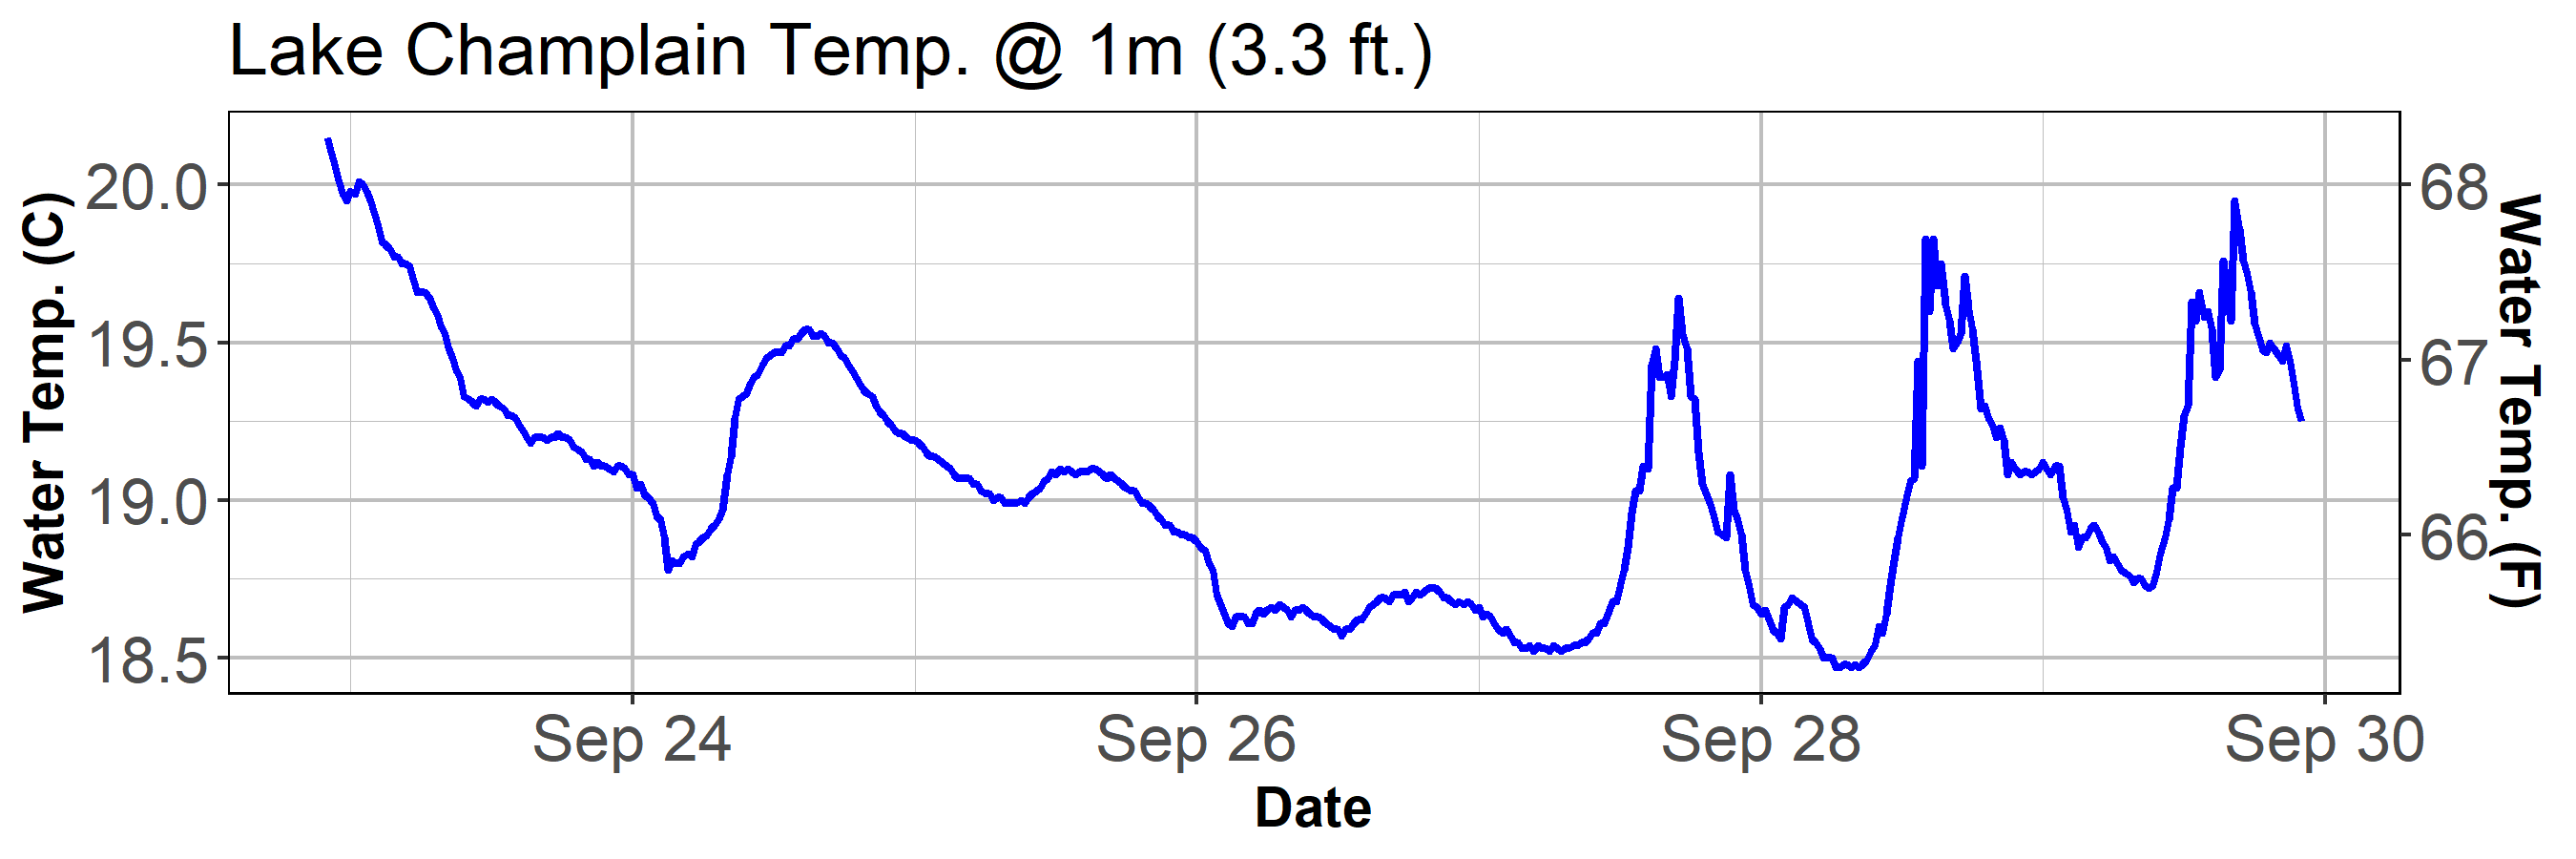 Lake Champlain Temp. @ 1m (3.3 ft.)
Water Temp. (C)
20.0
19.5
19.0
18.5
68
67
66
Water Temp. (F)
Sep 24
Sep 26
Sep 28
Sep 30
Date